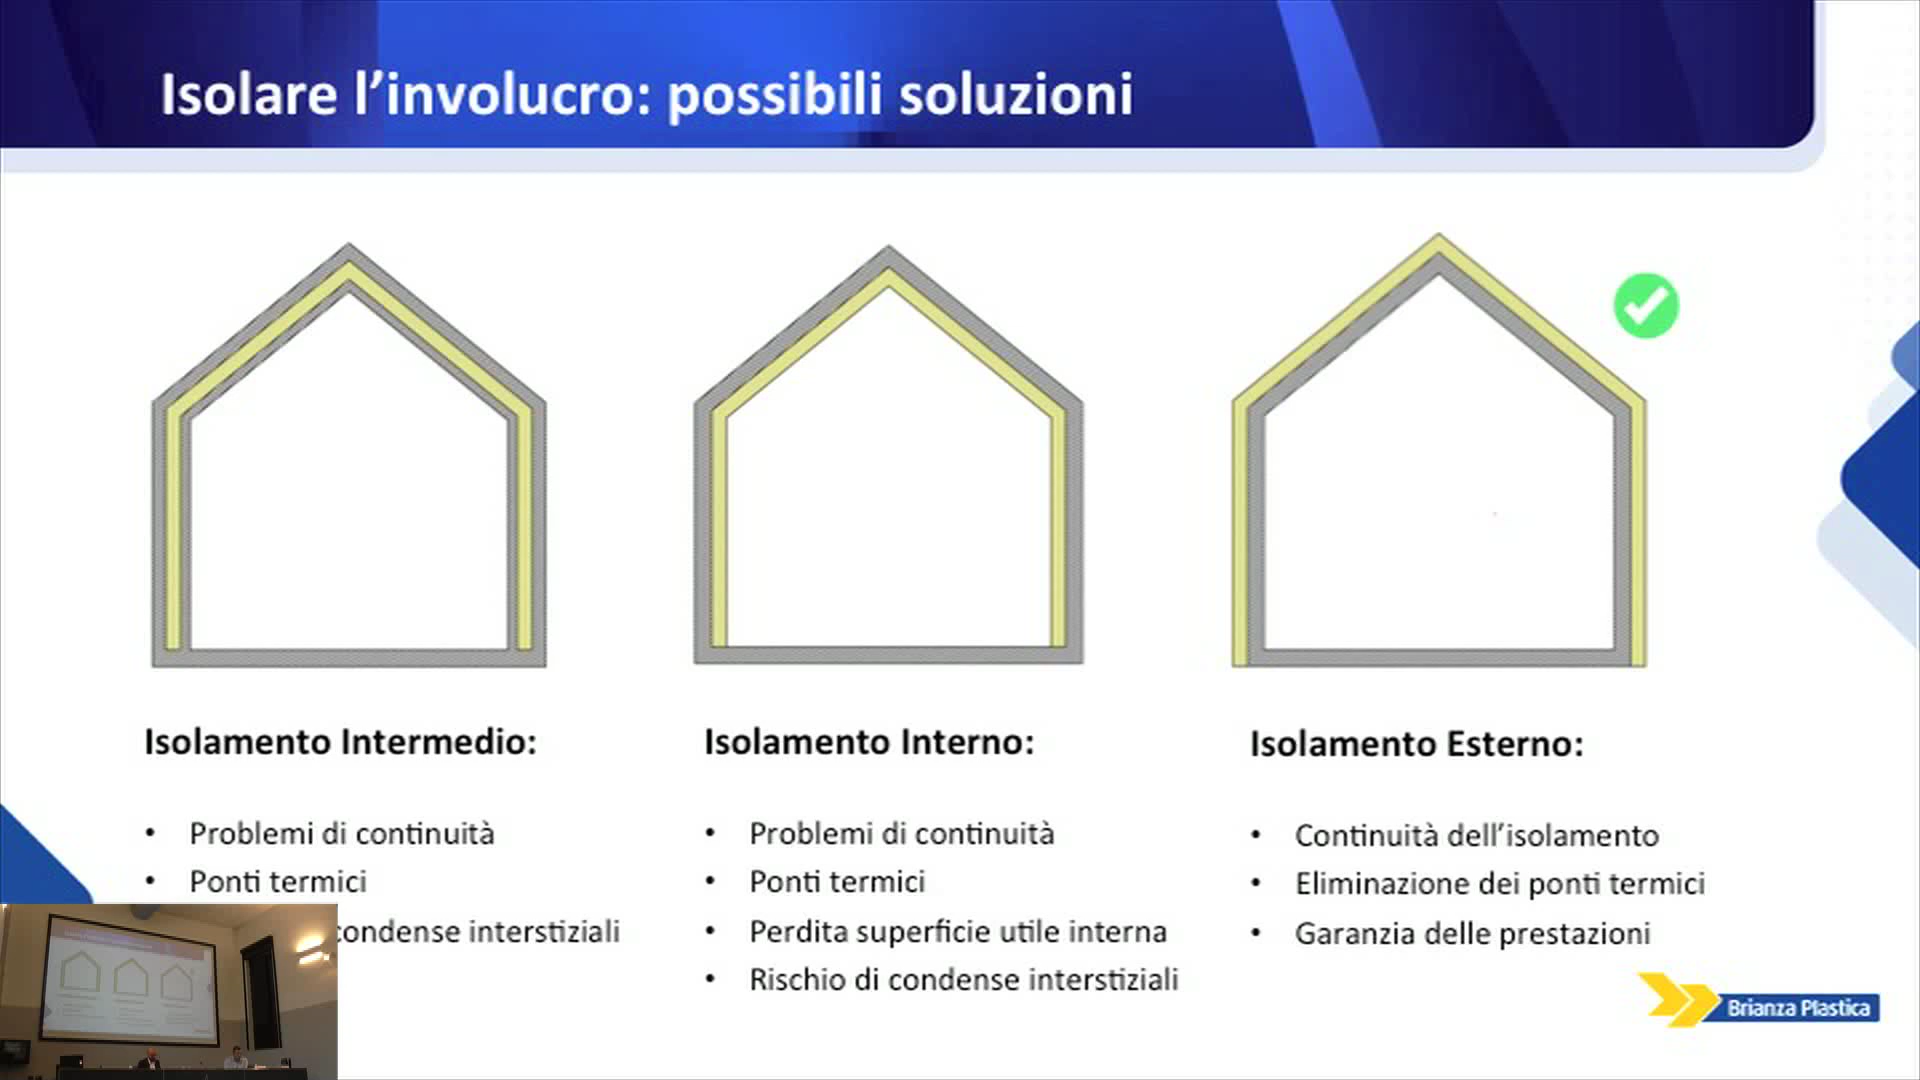 Isolare l’involucro: possibili soluzioni
Isolamento Intermedio:
• Problemi di continuità
• Ponti termici
condense interstiziali
Isolamento Interno:
• Problemi di continuità
• Ponti termici
• Perdita superficie utile interna
• Rischio di condense interstiziali
Isolamento Esterno:
• Continuità dell’isolamento
• Eliminazione dei ponti termici
• Garanzia delle prestazioni
Brianza Plastica